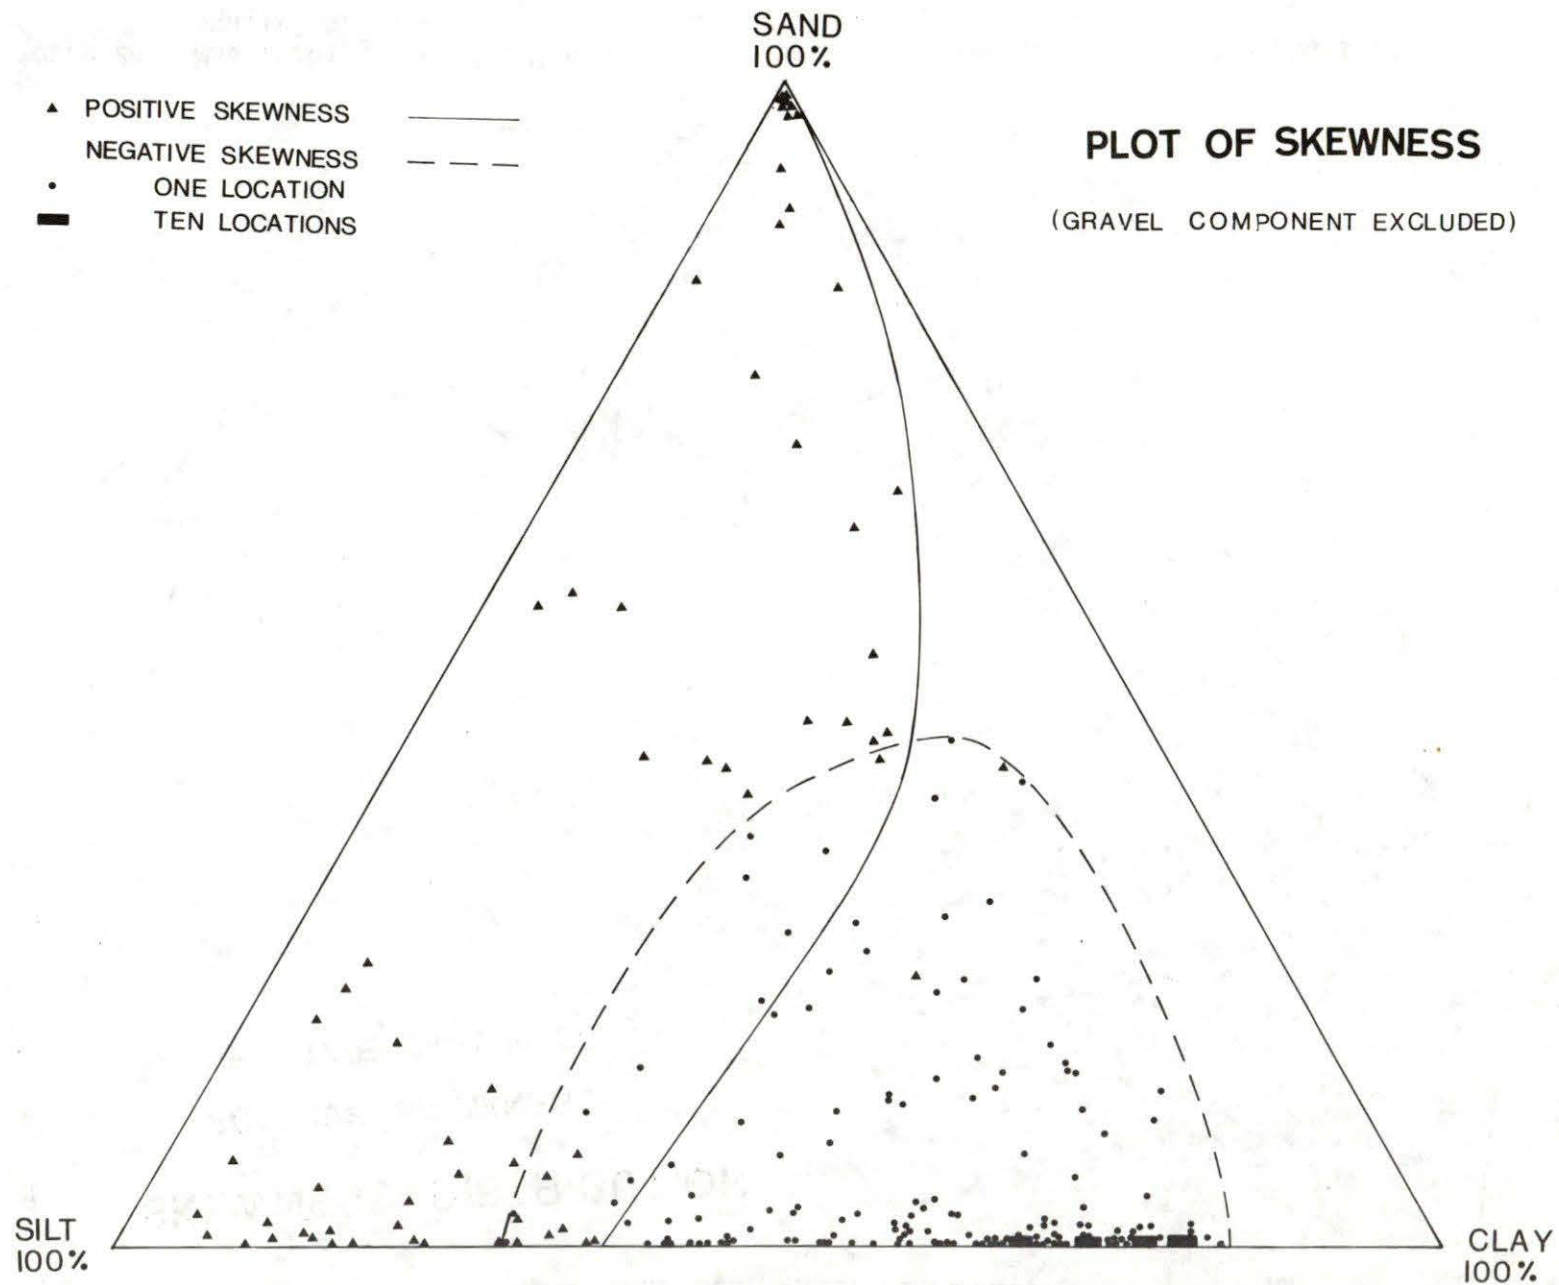 SAND
100%
POSITIVE SKEWNESS
NEGATIVE SKEWNESS
ONE LOCATION
TEN LOCATIONS
PLOT OF SKEWNESS
(GRAVEL COMPONENT EXCLUDED)
SILT
100%
CLAY
100%